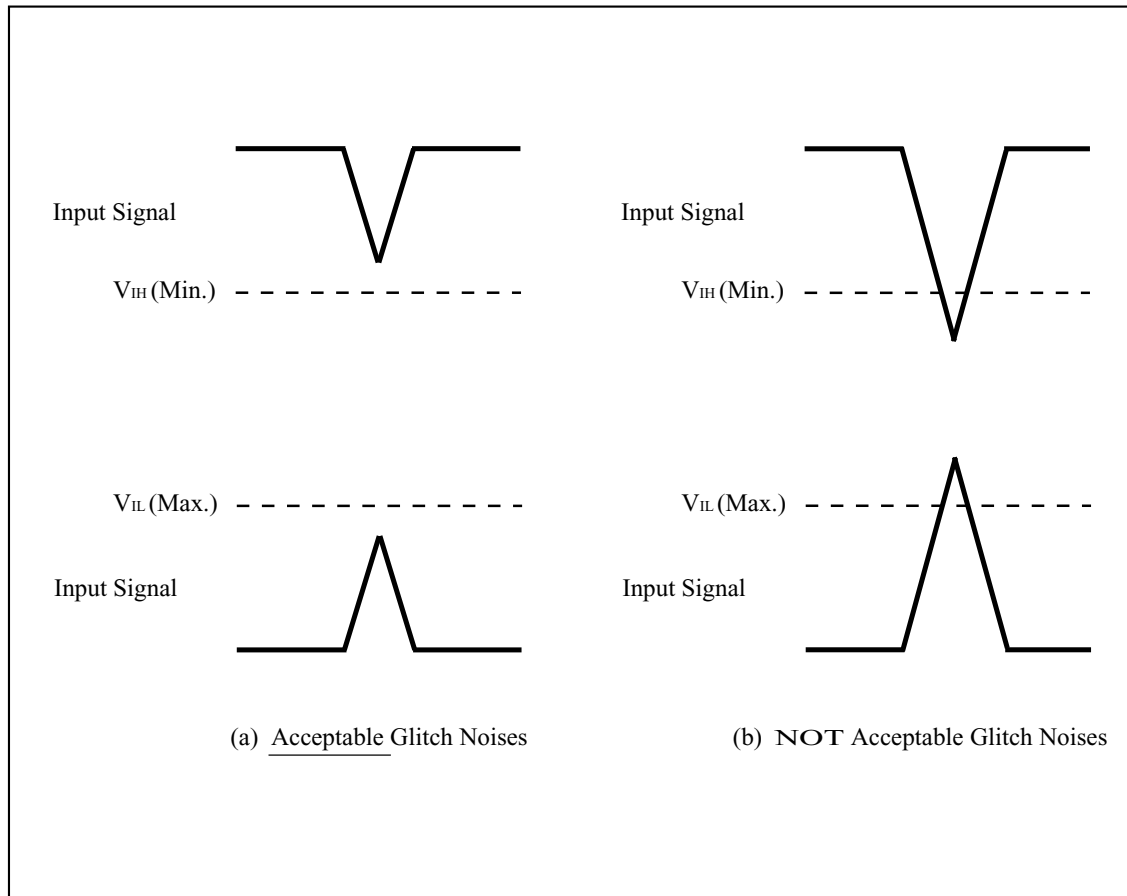 Input Signal
VIH (Min.)
VIL (Max.)
Input Signal
(a) Acceptable Glitch Noises
Input Signal
VIH (Min.)
VIL (Max.)
Input Signal
(b) NOT Acceptable Glitch Noises